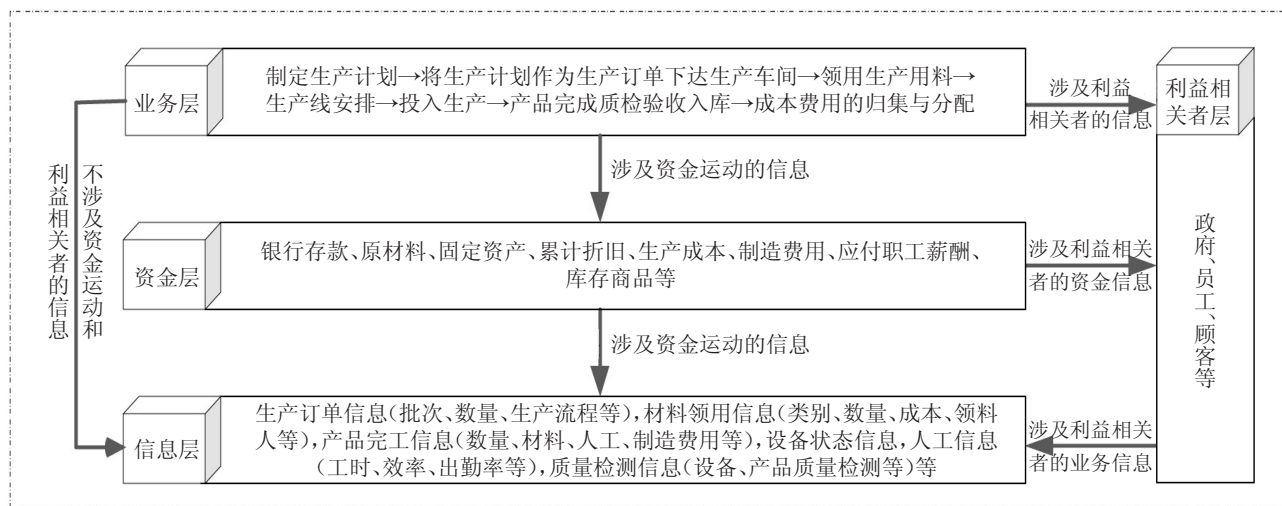 制定生产计划→将生产计划作为生产订单下达生产车间→领用生产用料→
生产线安排→投入生产→产品完成质检验收入库→成本费用的归集与分配
业务层
涉及利益
相关者的信息
利益相
关者层
不涉及资金运动和
利益相关者的信息
涉及资金运动的信息
银行存款、原材料、固定资产、累计折旧、生产成本、制造费用、应付职工薪酬、
库存商品等
资金层
涉及利益相关
者的资金信息
政府、员工、顾客等
涉及资金运动的信息
生产订单信息(批次、数量、生产流程等),材料领用信息(类别、数量、成本、领料
人等),产品完工信息(数量、材料、人工、制造费用等),设备状态信息,人工信息
(工时、效率、出勤率等),质量检测信息(设备、产品质量检测等)等
信息层
涉及利益相关
者的业务信息